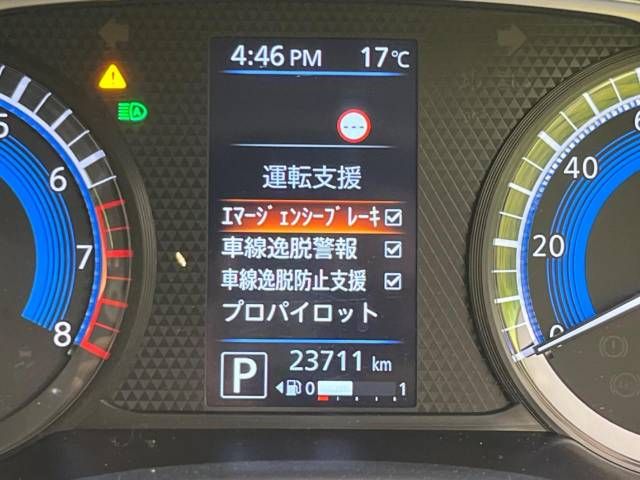 4:46 PM 17℃
---
運転支援
エマージェンシーブレーキ
車線逸脱警報
車線逸脱防止支援
プロパイロット
P 23711 km
0 1
5
6
7
8
40
20
0
A